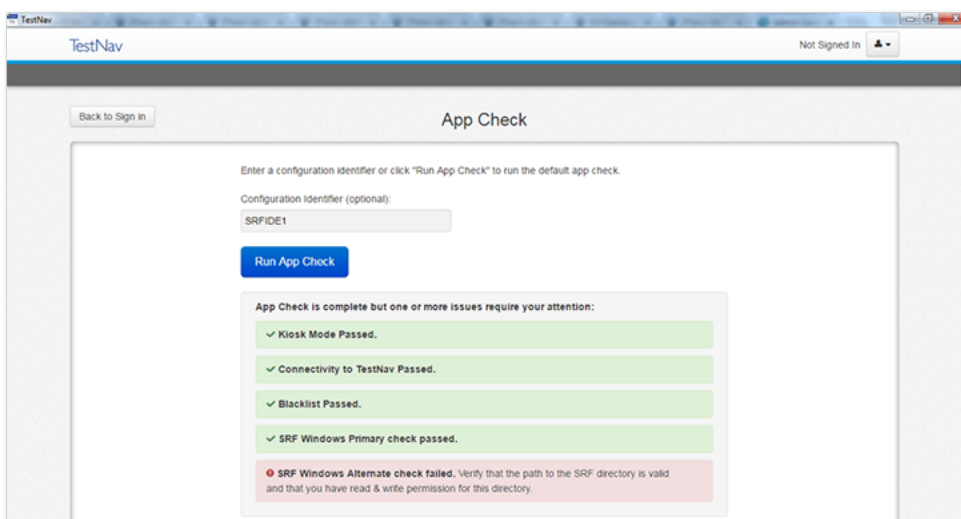 TestNav
TestNav
Not Signed In
Back to Sign in
App Check
Enter a configuration identifier or click "Run App Check" to run the default app check.
Configuration Identifier (optional):
SRFIDE1
Run App Check
App Check is complete but one or more issues require your attention:
Kiosk Mode Passed.
Connectivity to TestNav Passed.
Blacklist Passed.
SRF Windows Primary check passed.
SRF Windows Alternate check failed. Verify that the path to the SRF directory is valid
and that you have read & write permission for this directory.